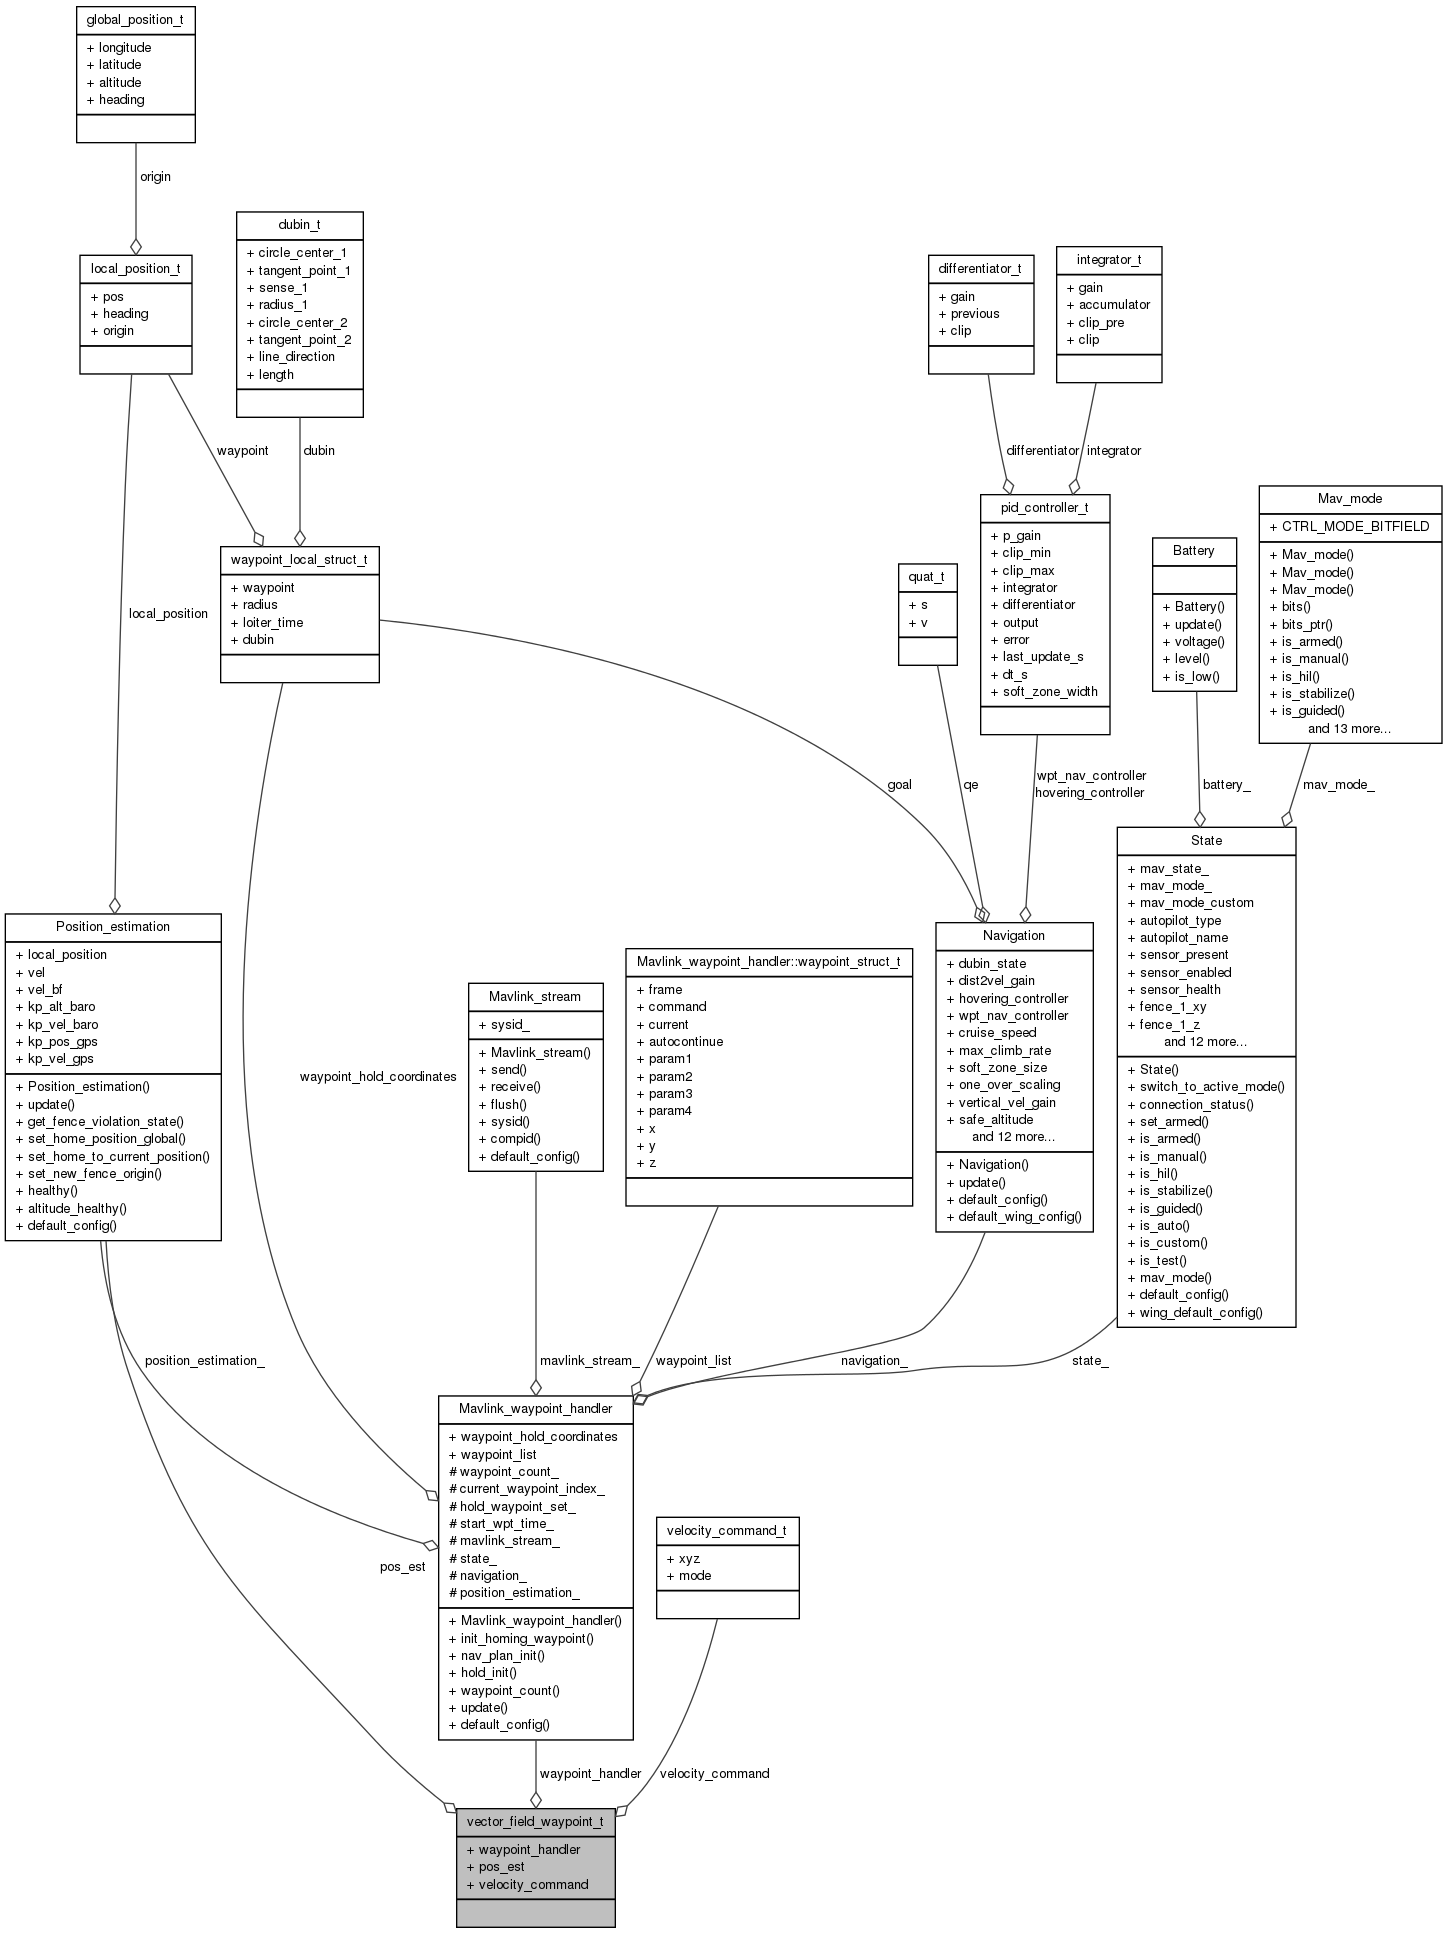 global_position_t
+ longitude
+ latitude
+ altitude
+ heading
origin
local_position_t
+ pos
+ heading
+ origin
dubin_t
+ circle_center_1
+ tangent_point_1
+ sense_1
+ radius_1
+ circle_center_2
+ tangent_point_2
+ line_direction
+ length
differentiator_t
+ gain
+ previous
+ clip
integrator_t
+ gain
+ accumulator
+ clip_pre
+ clip
waypoint
dubin
differentiator
integrator
waypoint_local_struct_t
+ waypoint
+ radius
+ loiter_time
+ dubin
local_position
quat_t
+ s
+ v
pid_controller_t
+ p_gain
+ clip_min
+ clip_max
+ integrator
+ differentiator
+ output
+ error
+ last_update_s
+ dt_s
+ soft_zone_width
Battery
+ Battery()
+ update()
+ voltage()
+ level()
+ is_low()
Mav_mode
+ CTRL_MODE_BITFIELD
+ Mav_mode()
+ Mav_mode()
+ Mav_mode()
+ bits()
+ bits_ptr()
+ is_armed()
+ is_manual()
+ is_hil()
+ is_stabilize()
+ is_guided()
and 13 more...
goal
qe
wpt_nav_controller
hovering_controller
battery_
mav_mode_
Position_estimation
+ local_position
+ vel
+ vel_bf
+ kp_alt_baro
+ kp_vel_baro
+ kp_pos_gps
+ kp_vel_gps
+ Position_estimation()
+ update()
+ get_fence_violation_state()
+ set_home_position_global()
+ set_home_to_current_position()
+ set_new_fence_origin()
+ healthy()
+ altitude_healthy()
+ default_config()
waypoint_hold_coordinates
Mavlink_stream
+ sysid_
+ Mavlink_stream()
+ send()
+ receive()
+ flush()
+ sysid()
+ compid()
+ default_config()
Mavlink_waypoint_handler::waypoint_struct_t
+ frame
+ command
+ current
+ autocontinue
+ param1
+ param2
+ param3
+ param4
+ x
+ y
+ z
Navigation
+ dubin_state
+ dist2vel_gain
+ hovering_controller
+ wpt_nav_controller
+ cruise_speed
+ max_climb_rate
+ soft_zone_size
+ one_over_scaling
+ vertical_vel_gain
+ safe_altitude
and 12 more...
+ Navigation()
+ update()
+ default_config()
+ default_wing_config()
State
+ mav_state_
+ mav_mode_
+ mav_mode_custom
+ autopilot_type
+ autopilot_name
+ sensor_present
+ sensor_enabled
+ sensor_health
+ fence_1_xy
+ fence_1_z
and 12 more...
+ State()
+ switch_to_active_mode()
+ connection_status()
+ set_armed()
+ is_armed()
+ is_manual()
+ is_hil()
+ is_stabilize()
+ is_guided()
+ is_auto()
+ is_custom()
+ is_test()
+ mav_mode()
+ default_config()
+ wing_default_config()
position_estimation_
mavlink_stream_
waypoint_list
navigation_
state_
Mavlink_waypoint_handler
+ waypoint_hold_coordinates
+ waypoint_list
# waypoint_count_
# current_waypoint_index_
# hold_waypoint_set_
# start_wpt_time_
# mavlink_stream_
# state_
# navigation_
# position_estimation_
+ Mavlink_waypoint_handler()
+ init_homing_waypoint()
+ nav_plan_init()
+ hold_init()
+ waypoint_count()
+ update()
+ default_config()
pos_est
velocity_command_t
+ xyz
+ mode
waypoint_handler
velocity_command
vector_field_waypoint_t
+ waypoint_handler
+ pos_est
+ velocity_command